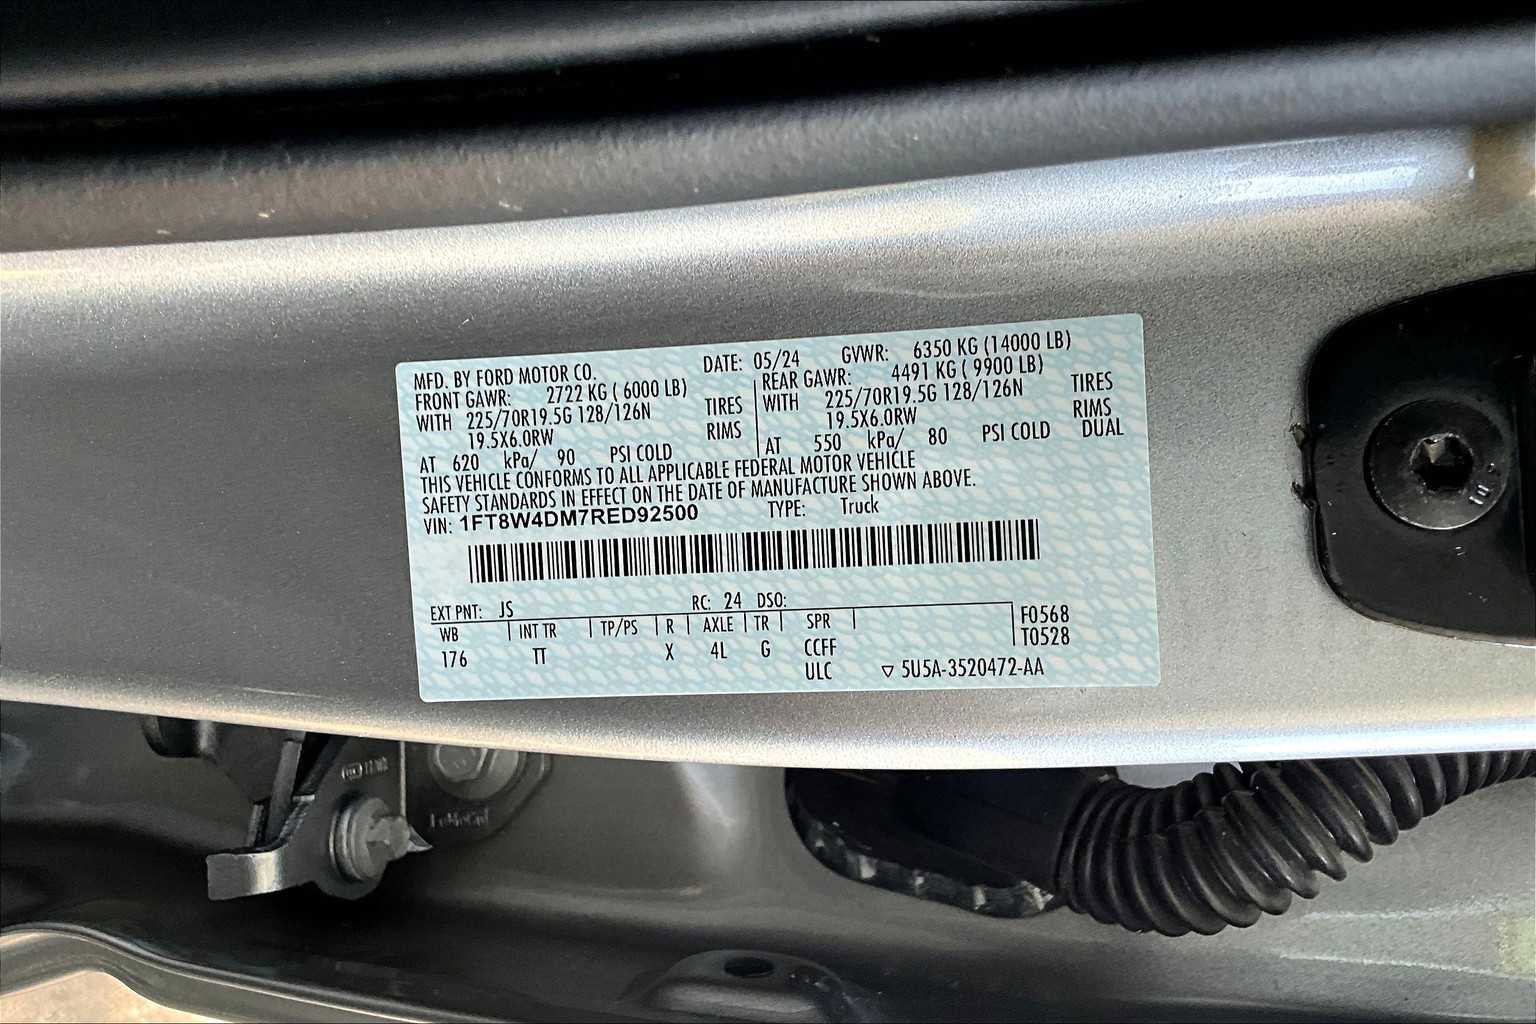 MFD. BY FORD MOTOR CO. DATE: 05/24 GVWR: 6350 KG (14000 LB)
FRONT GAWR: 2722 KG ( 6000 LB) REAR GAWR: 4491 KG ( 9900 LB)
WITH 225/70R19.5G 128/126N TIRES WITH 225/70R19.5G 128/126N TIRES
19.5X6.0RW RIMS 19.5X6.0RW RIMS
AT 620 kPa/ 90 PSI COLD AT 550 kPa/ 80 PSI COLD DUAL
THIS VEHICLE CONFORMS TO ALL APPLICABLE FEDERAL MOTOR VEHICLE
SAFETY STANDARDS IN EFFECT ON THE DATE OF MANUFACTURE SHOWN ABOVE.
VIN: 1FT8W4DM7RED92500 TYPE: Truck
EXT PNT: JS RC: 24 DSO:
WB INT TR TP/PS R AXLE TR SPR F0568
176 TT X 4L G CCFF T0528
ULC ▽ 5U5A-3520472-AA